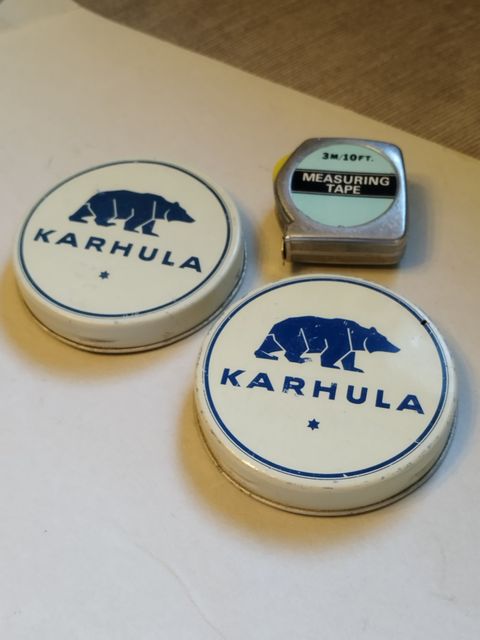 3M/10FT.
MEASURING
TAPE
KARHULA
KARHULA